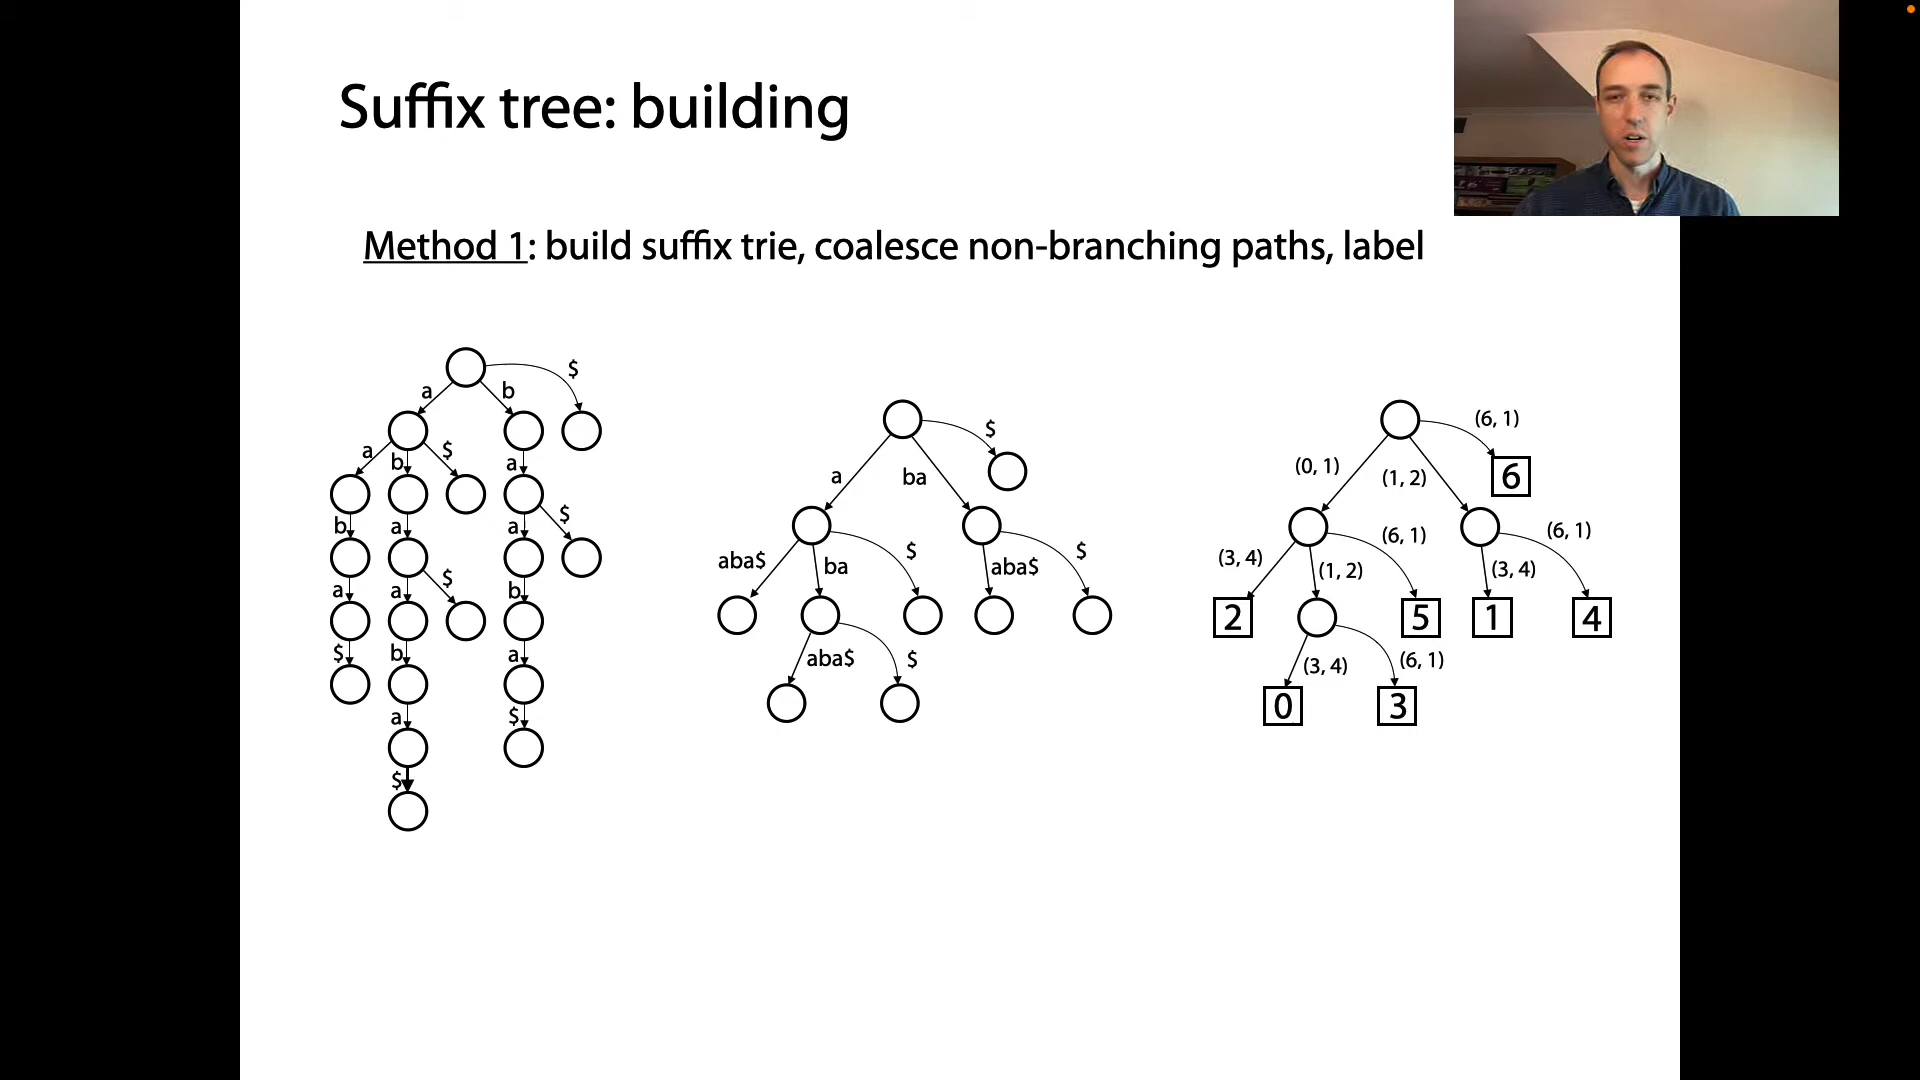 Suffix tree: building
Method 1: build suffix trie, coalesce non-branching paths, label
$
a
b
a
b
$
a
b
a
a
$
a
$
a
b
$
b
a
$
a
$
$
$
a
ba
aba$
ba
$
aba$
$
aba$
$
(6, 1)
(0, 1)
(1, 2)
6
(3, 4)
(1, 2)
(6, 1)
(3, 4)
(6, 1)
2
5
1
4
(3, 4)
(6, 1)
0
3